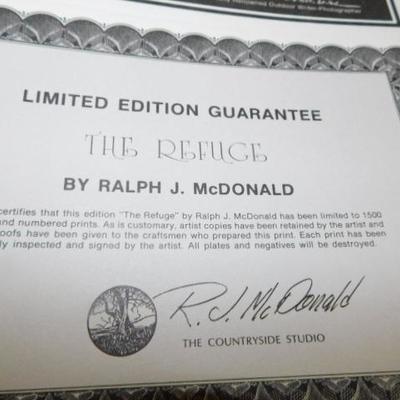 Outdoor Writer-Photographer
LIMITED EDITION GUARANTEE
THE REFUGE
BY RALPH J. McDONALD
certifies that this edition "The Refuge" by Ralph J. McDonald has been limited to 1500
and numbered prints. As is customary, artist copies have been retained by the artist and
oofs have been given to the craftsmen who prepared this print. Each print has been
ly inspected and signed by the artist. All plates and negatives will be destroyed.
R. J. McDonald
THE COUNTRYSIDE STUDIO